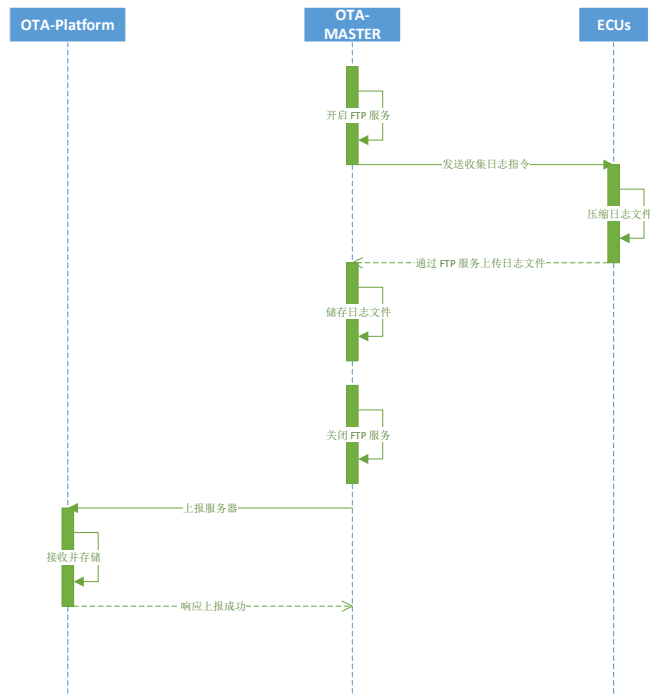 OTA-Platform
OTA-
MASTER
ECUs
开启 FTP 服务
发送收集日志指令
压缩日志文件
通过 FTP 服务上传日志文件
储存日志文件
关闭 FTP 服务
上报服务器
接收并存储
响应上报成功